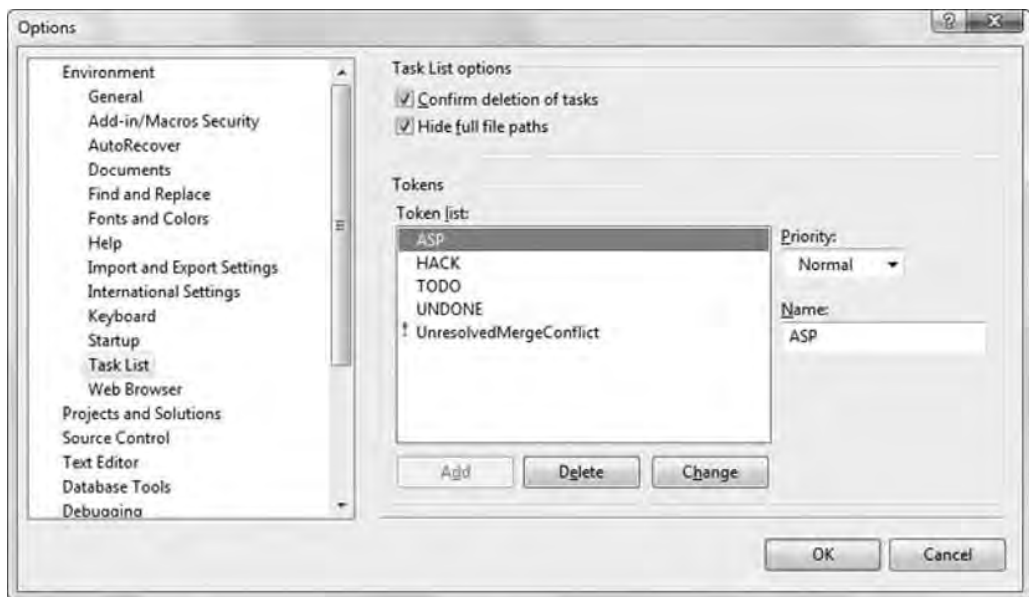 Options
Environment
General
Add-in/Macros Security
AutoRecover
Documents
Find and Replace
Fonts and Colors
Help
Import and Export Settings
International Settings
Keyboard
Startup
Task List
Web Browser
Projects and Solutions
Source Control
Text Editor
Database Tools
Debugging
Task List options
Confirm deletion of tasks
Hide full file paths
Tokens
Token list:
ASP
HACK
TODO
UNDONE
! UnresolvedMergeConflict
Priority:
Normal
Name:
ASP
Add
Delete
Change
OK
Cancel